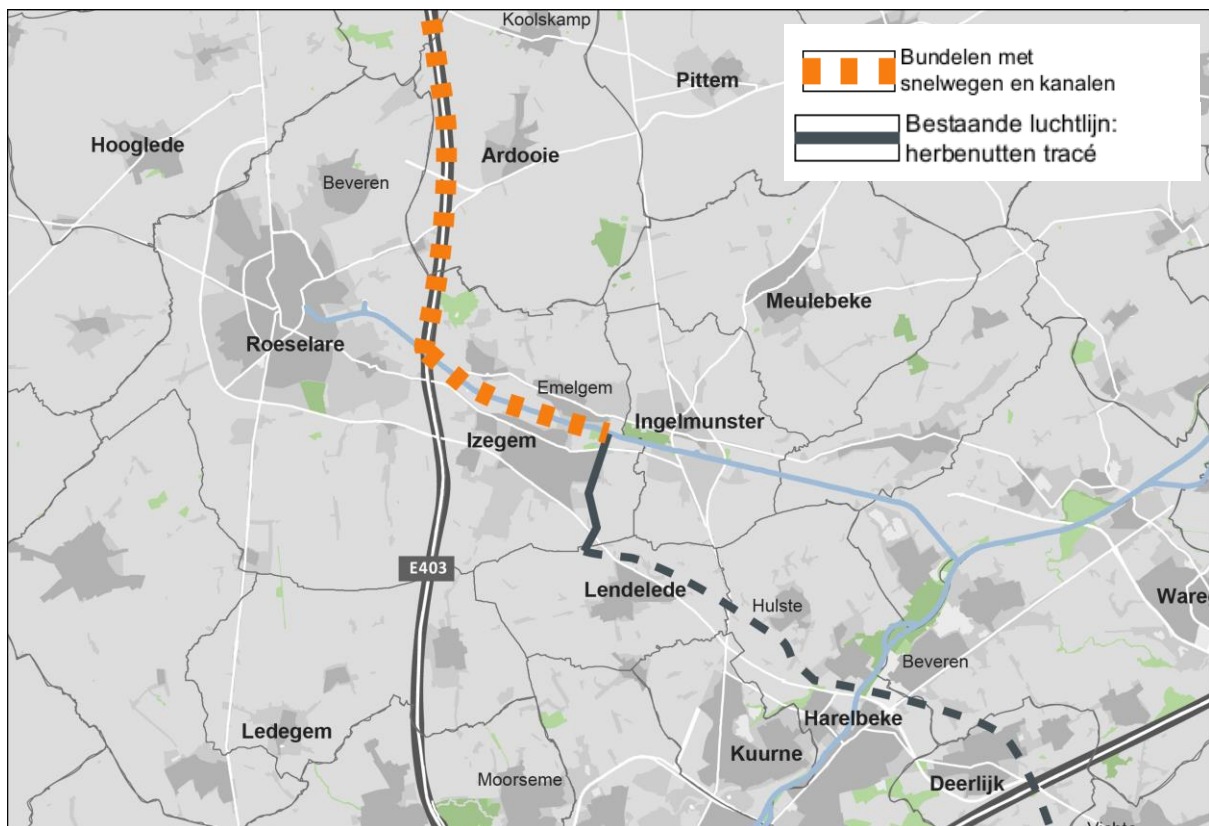 Koolskamp
Bundelen met
snelwegen en kanalen
Pittem
Bestaande luchtlijn:
herbenutten tracé
Hooglede
Ardooie
Beveren
Meulebeke
Roeselare
Emelgem
Ingelmunster
Izegem
E403
Lendelede
Hulste
Ware
Beveren
Harelbeke
Ledegem
Kuurne
Moorseme
Deerlijk